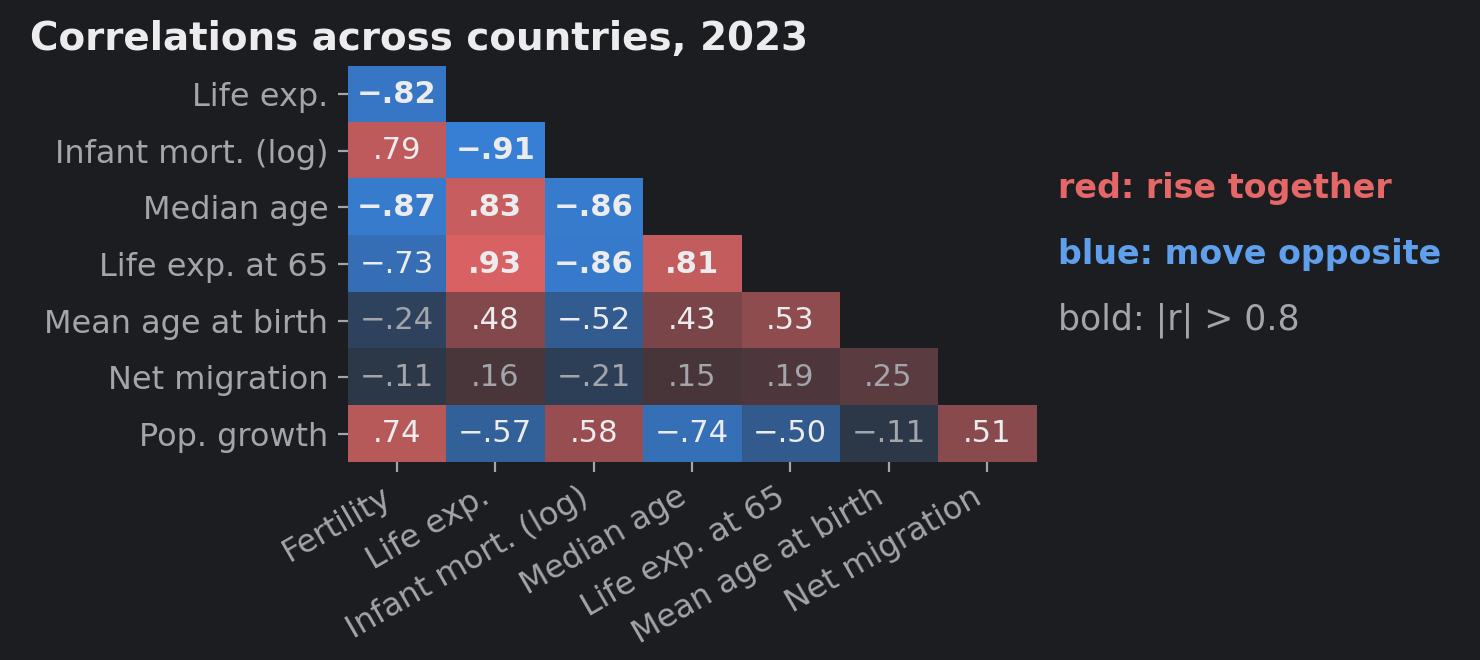 Correlations across countries, 2023
Life exp. −.82
Infant mort. (log) .79 −.91
Median age −.87 .83 −.86
Life exp. at 65 −.73 .93 −.86 .81
Mean age at birth −.24 .48 −.52 .43 .53
Net migration −.11 .16 −.21 .15 .19 .25
Pop. growth .74 −.57 .58 −.74 −.50 −.11 .51
Fertility
Life exp.
Infant mort. (log)
Median age
Life exp. at 65
Mean age at birth
Net migration
red: rise together
blue: move opposite
bold: |r| > 0.8